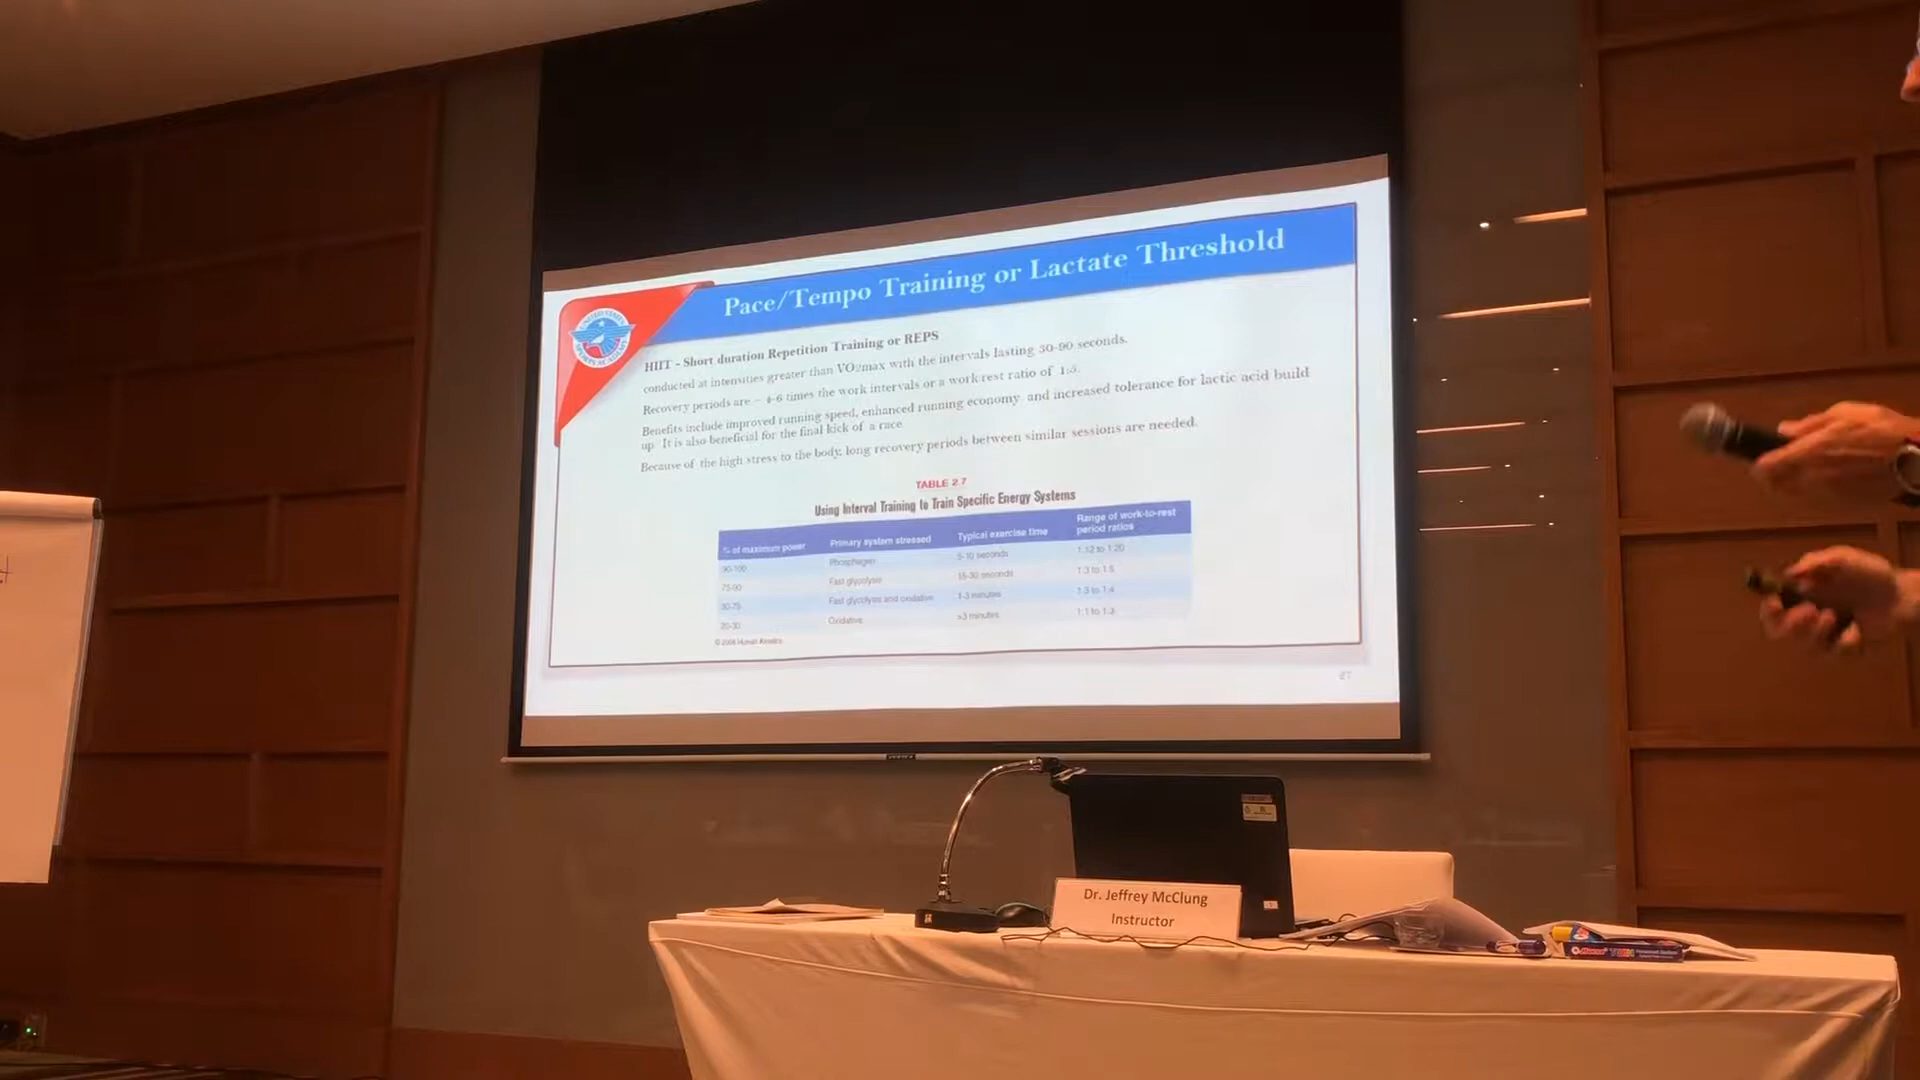 Pace/Tempo Training or Lactate Threshold
UNITED STATES
SPORTS ACADEMY
HIIT - Short duration Repetition Training or REPS
conducted at intensities greater than VO2max with the intervals lasting 30-90 seconds.
Recovery periods are ~ 4-6 times the work intervals or a work:rest ratio of 1:5.
Benefits include improved running speed, enhanced running economy, and increased tolerance for lactic acid build
up. It is also beneficial for the final kick of a race
Because of the high stress to the body, long recovery periods between similar sessions are needed.
TABLE 2.7
Using Interval Training to Train Specific Energy Systems
% of maximum power Primary system stressed Typical exercise time Range of work-to-rest period ratios
90-100 Phosphagen 5-10 seconds 1:12 to 1:20
75-90 Fast glycolysis 15-30 seconds 1:3 to 1:5
30-75 Fast glycolysis and oxidative 1-3 minutes 1:3 to 1:4
20-30 Oxidative >3 minutes 1:1 to 1:3
Human Kinetics
Dr. Jeffrey McClung
Instructor